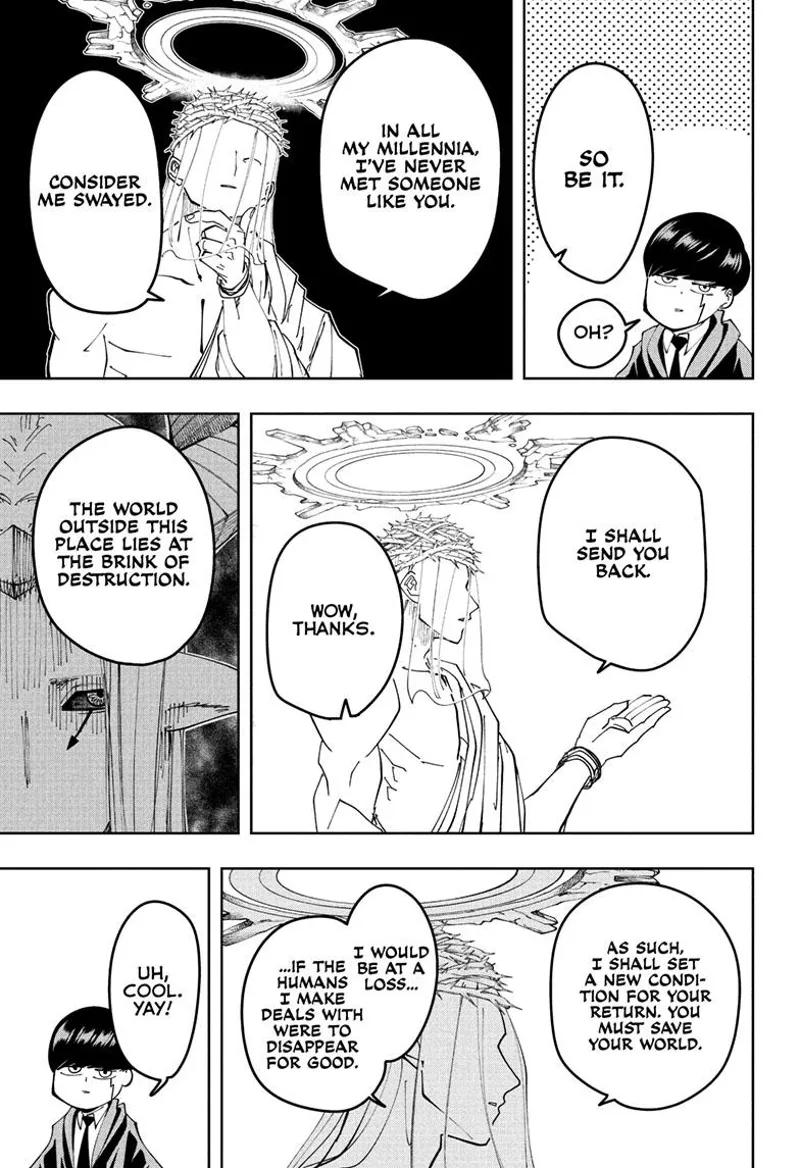 SO
BE IT.
OH?
IN ALL
MY MILLENNIA,
I'VE NEVER
MET SOMEONE
LIKE YOU.
CONSIDER
ME SWAYED.
I SHALL
SEND YOU
BACK.
WOW,
THANKS.
THE WORLD
OUTSIDE THIS
PLACE LIES AT
THE BRINK OF
DESTRUCTION.
AS SUCH,
I SHALL SET
A NEW CONDI-
TION FOR YOUR
RETURN. YOU
MUST SAVE
YOUR WORLD.
I WOULD
BE AT A
LOSS...
...IF THE
HUMANS
I MAKE
DEALS WITH
WERE TO
DISAPPEAR
FOR GOOD.
UH,
COOL.
YAY!